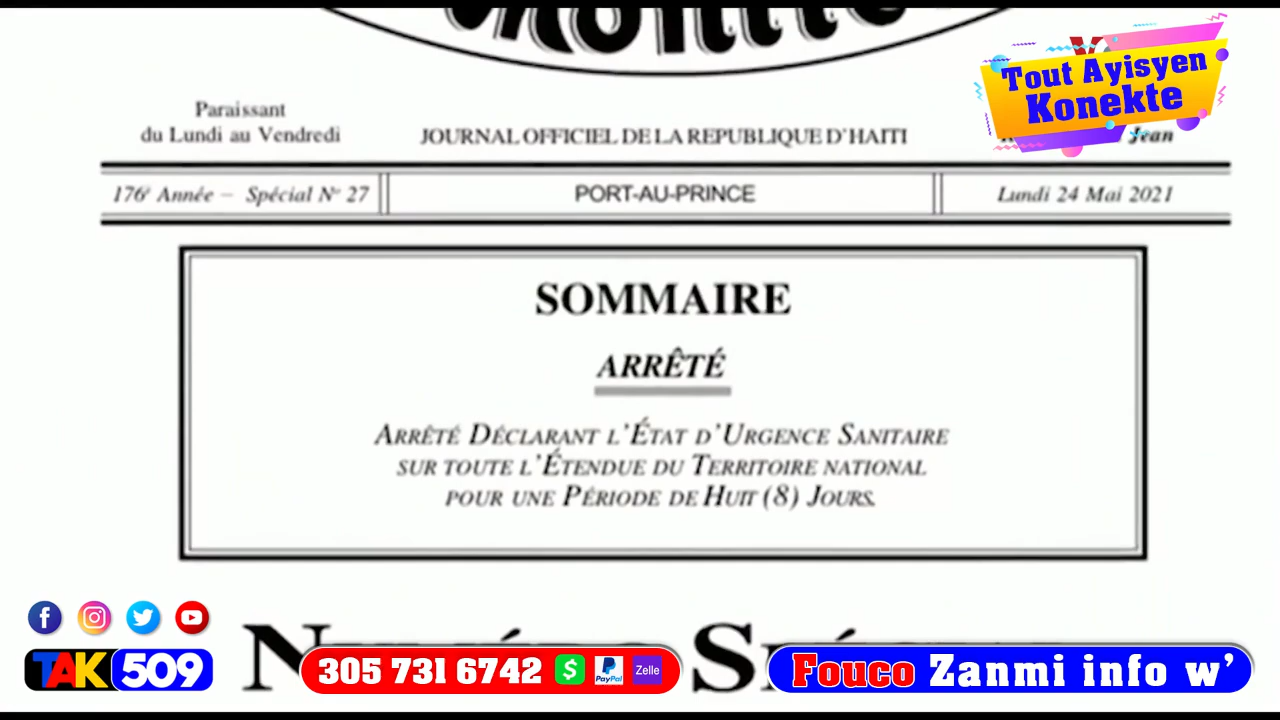 Paraissant
du Lundi au Vendredi
JOURNAL OFFICIEL DE LA REPUBLIQUE D'HAITI
Jean
Tout Ayisyen
Konekte
176e Année – Spécial No 27
PORT-AU-PRINCE
Lundi 24 Mai 2021
SOMMAIRE
ARRÊTÉ
ARRÊTÉ DÉCLARANT L'ÉTAT D'URGENCE SANITAIRE
SUR TOUTE L'ÉTENDUE DU TERRITOIRE NATIONAL
POUR UNE PÉRIODE DE HUIT (8) JOURS.
TAK 509
305 731 6742
$
PayPal
Zelle
Fouco Zanmi info w'